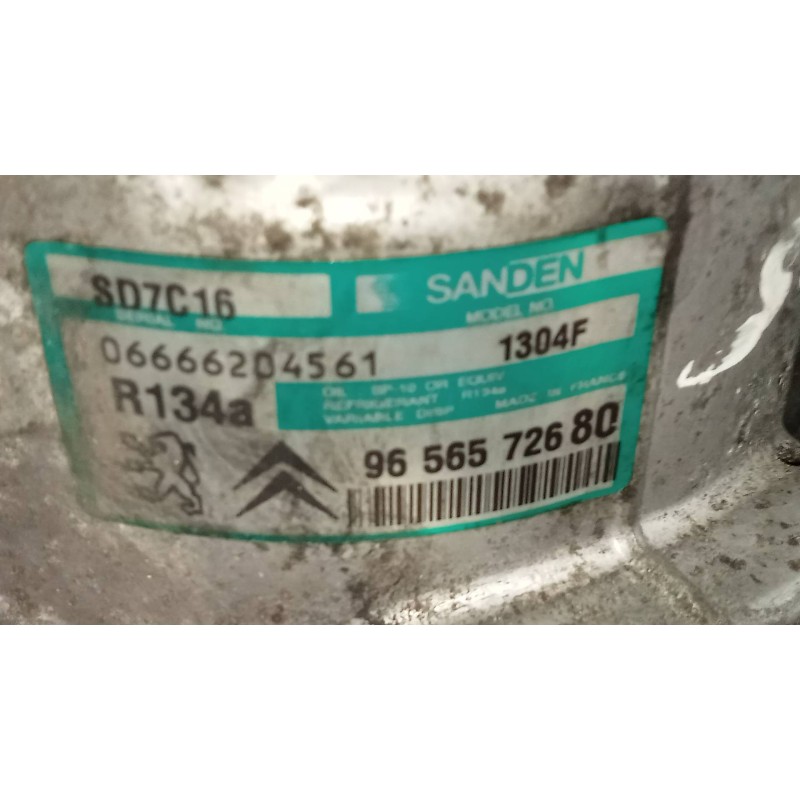 SD7C16 SANDEN
SERIAL NO. MODEL NO.
06666204561 1304F
R134a
OIL SP-10 OR EQUIV
REFRIGERANT R134a
VARIABLE DISP MADE IN FRANCE
96 565 726 80